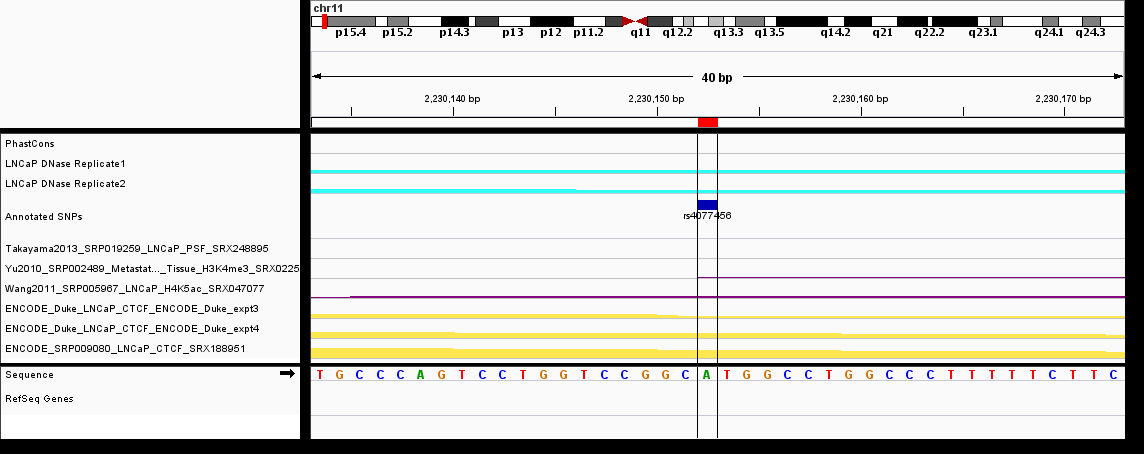 chr11
p15.4 p15.2 p14.3 p13 p12 p11.2 q11 q12.2 q13.3 q13.5 q14.2 q21 q22.2 q23.1 q24.1 q24.3
40 bp
2,230,140 bp 2,230,150 bp 2,230,160 bp 2,230,170 bp
PhastCons
LNCaP DNase Replicate1
LNCaP DNase Replicate2
Annotated SNPs
rs4077456
Takayama2013_SRP019259_LNCaP_PSF_SRX248895
Yu2010_SRP002489_Metastat..._Tissue_H3K4me3_SRX0225
Wang2011_SRP005967_LNCaP_H4K5ac_SRX047077
ENCODE_Duke_LNCaP_CTCF_ENCODE_Duke_expt3
ENCODE_Duke_LNCaP_CTCF_ENCODE_Duke_expt4
ENCODE_SRP009080_LNCaP_CTCF_SRX188951
Sequence T G C C C A G T C C T G G T C C G G C A T G G C C T G G C C C T T T T T C T T C
RefSeq Genes